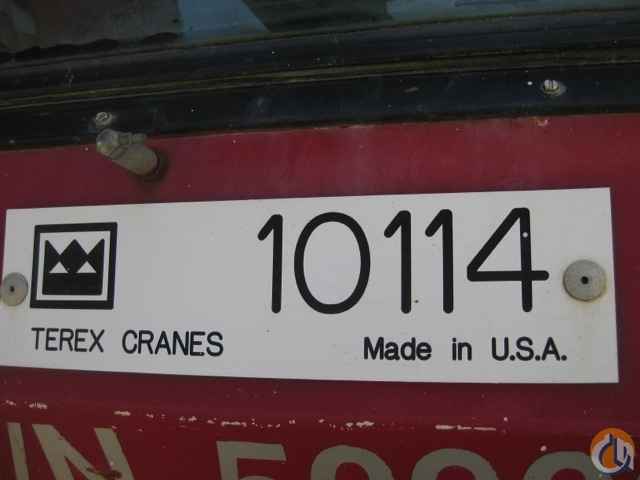 10114
TEREX CRANES
Made in U.S.A.